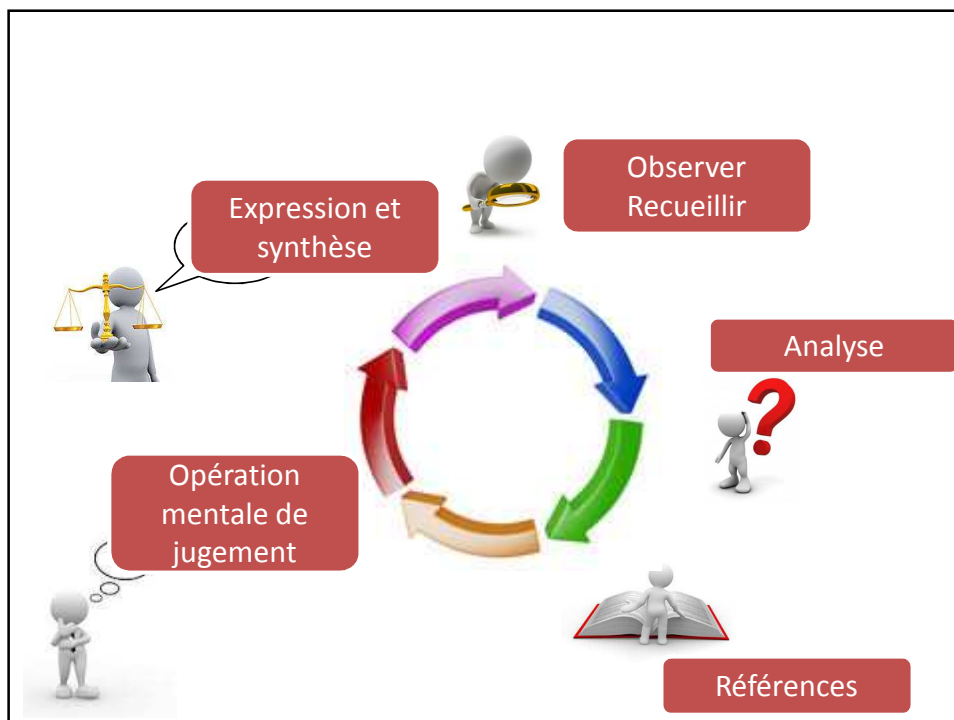 Observer
Recueillir
Expression et
synthèse
Analyse
Opération
mentale de
jugement
Références